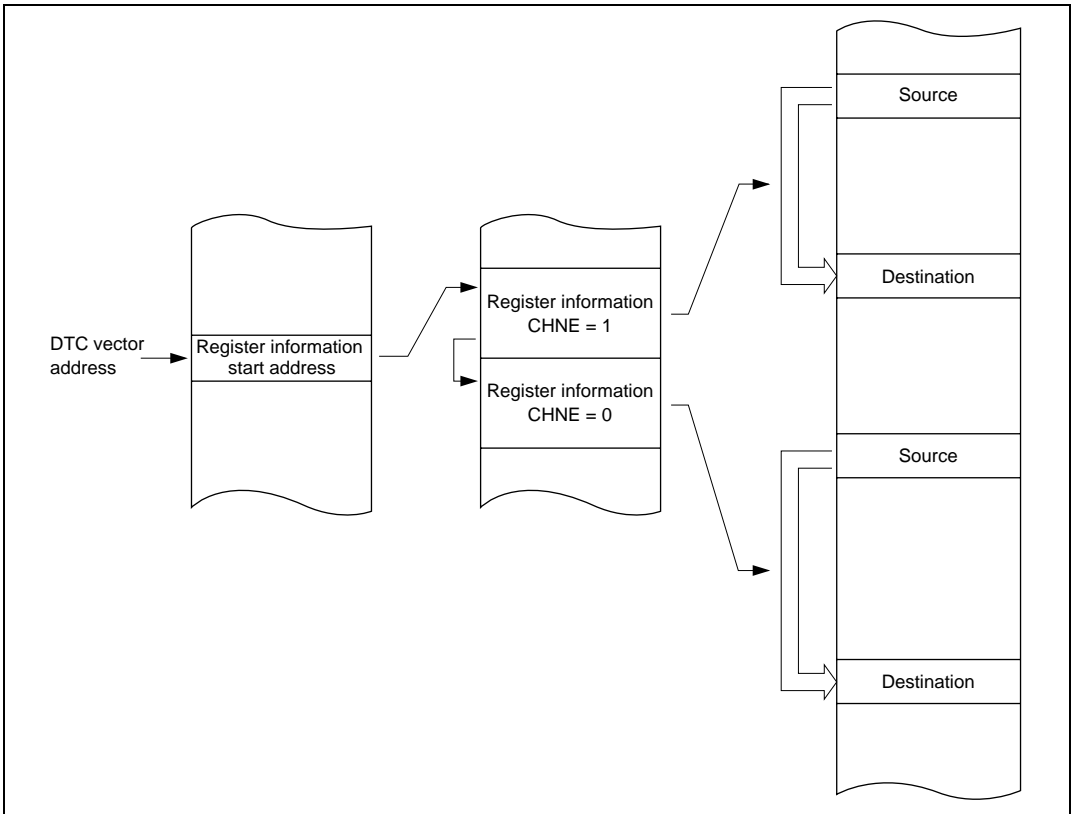 DTC vector
address
Register information
start address
Register information
CHNE = 1
Register information
CHNE = 0
Source
Destination
Source
Destination